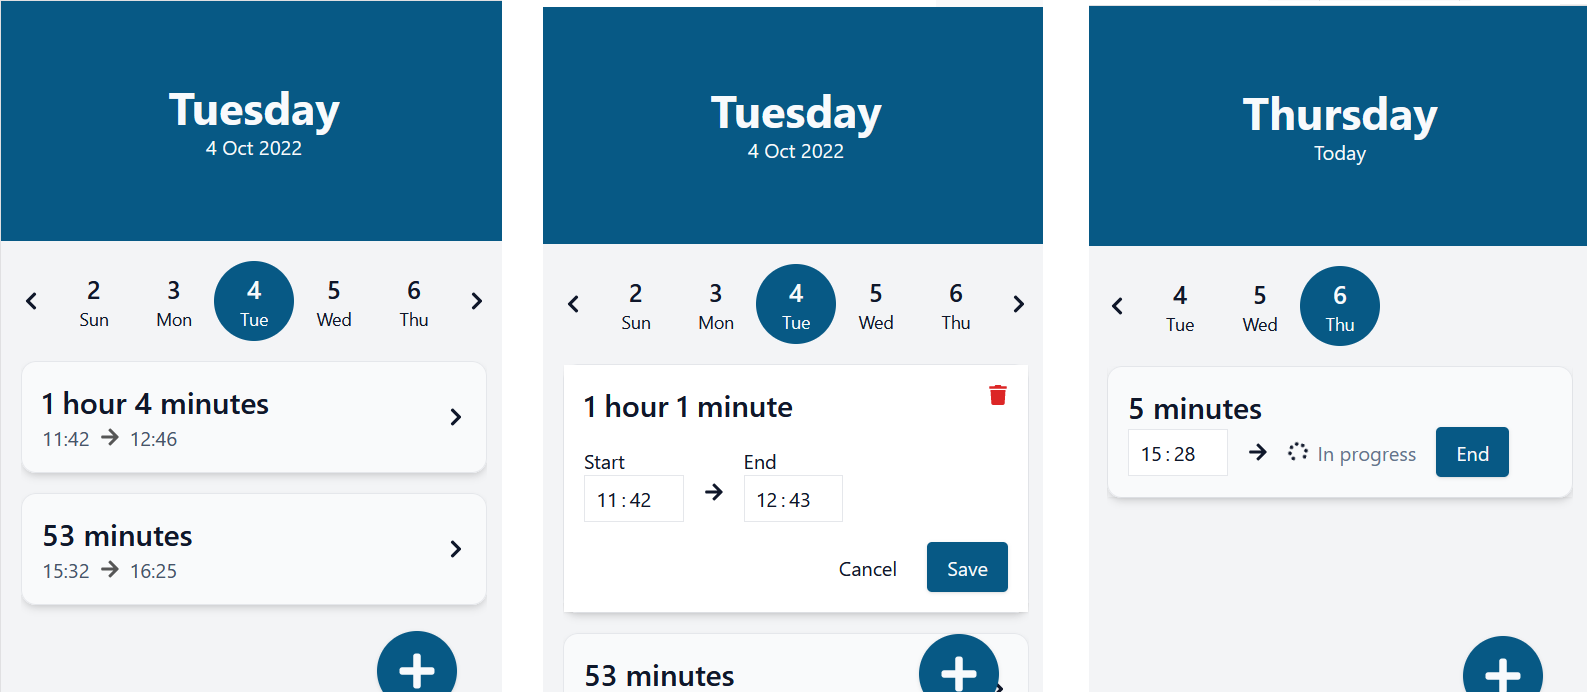 Tuesday
4 Oct 2022
2 3 4 5 6
Sun Mon Tue Wed Thu
1 hour 4 minutes
11:42 → 12:46
53 minutes
15:32 → 16:25
Tuesday
4 Oct 2022
2 3 4 5 6
Sun Mon Tue Wed Thu
1 hour 1 minute
Start End
11:42 → 12:43
Cancel Save
53 minutes
Thursday
Today
4 5 6
Tue Wed Thu
5 minutes
15:28 → In progress End